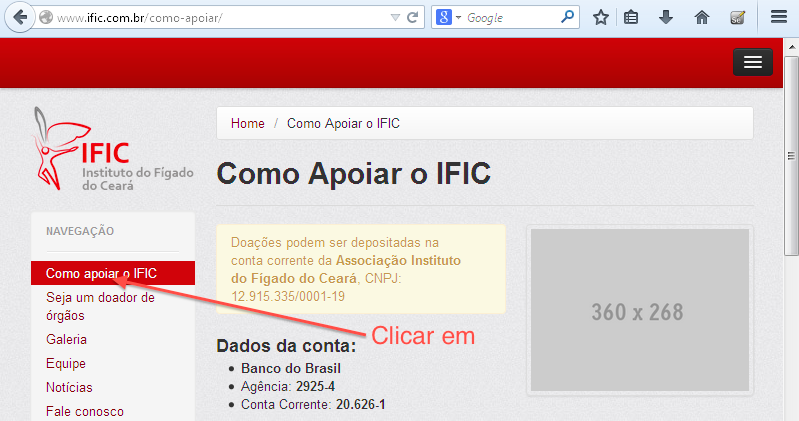 www.ific.com.br/como-apoiar/
Google
Home / Como Apoiar o IFIC
IFIC
Instituto do Fígado
do Ceará
Como Apoiar o IFIC
NAVEGAÇÃO
Como apoiar o IFIC
Seja um doador de
órgãos
Galeria
Equipe
Notícias
Fale conosco
Doações podem ser depositadas na
conta corrente da Associação Instituto
do Fígado do Ceará, CNPJ:
12.915.335/0001-19
360 x 268
Clicar em
Dados da conta:
Banco do Brasil
Agência: 2925-4
Conta Corrente: 20.626-1